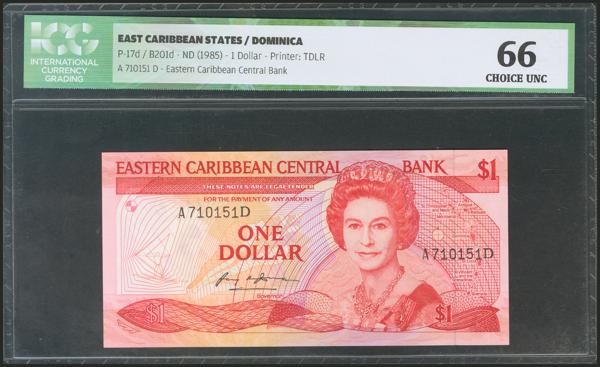 ICG
INTERNATIONAL
CURRENCY
GRADING
EAST CARIBBEAN STATES / DOMINICA
P-17d / B201d - ND (1985) - 1 Dollar - Printer: TDLR
A 710151 D - Eastern Caribbean Central Bank
66
CHOICE UNC
EASTERN CARIBBEAN CENTRAL BANK $1
THESE NOTES ARE LEGAL TENDER
FOR THE PAYMENT OF ANY AMOUNT
A710151D
ONE
DOLLAR
A710151D
Governor
$1 $1